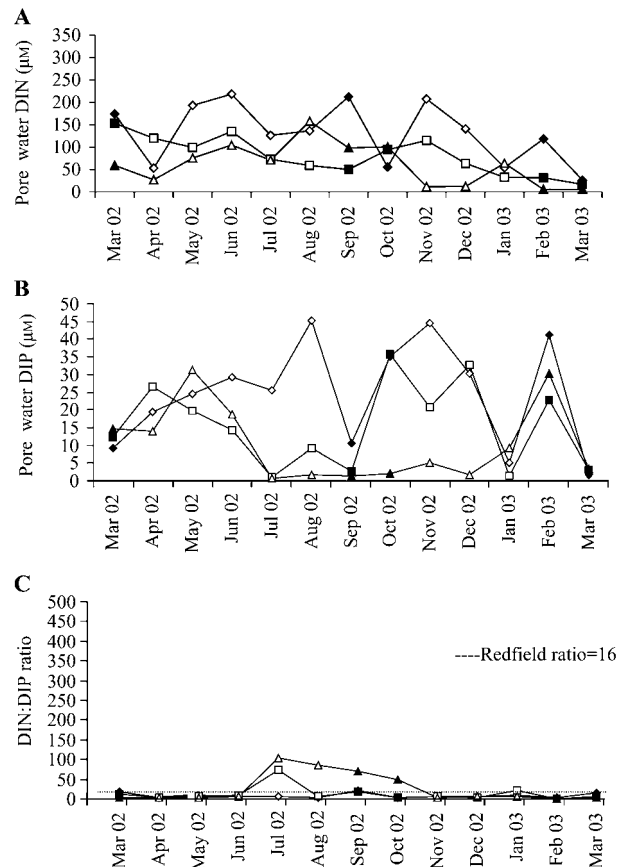 A
Pore water DIN (µM)
350
300
250
200
150
100
50
0
Mar 02
Apr 02
May 02
Jun 02
Jul 02
Aug 02
Sep 02
Oct 02
Nov 02
Dec 02
Jan 03
Feb 03
Mar 03
B
Pore water DIP (µM)
50
45
40
35
30
25
20
15
10
5
0
Mar 02
Apr 02
May 02
Jun 02
Jul 02
Aug 02
Sep 02
Oct 02
Nov 02
Dec 02
Jan 03
Feb 03
Mar 03
C
DIN:DIP ratio
500
450
400
350
300
250
200
150
100
50
0
----Redfield ratio=16
Mar 02
Apr 02
May 02
Jun 02
Jul 02
Aug 02
Sep 02
Oct 02
Nov 02
Dec 02
Jan 03
Feb 03
Mar 03